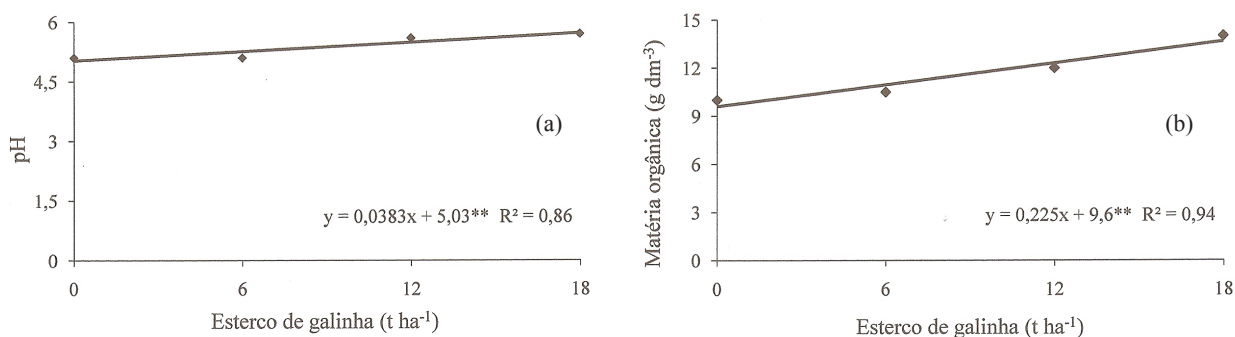 6
4,5
3
1,5
0
pH
(a)
y = 0,0383x + 5,03** R² = 0,86
0 6 12 18
Esterco de galinha (t ha⁻¹)
15
12
9
6
3
0
Matéria orgânica (g dm⁻³)
(b)
y = 0,225x + 9,6** R² = 0,94
0 6 12 18
Esterco de galinha (t ha⁻¹)